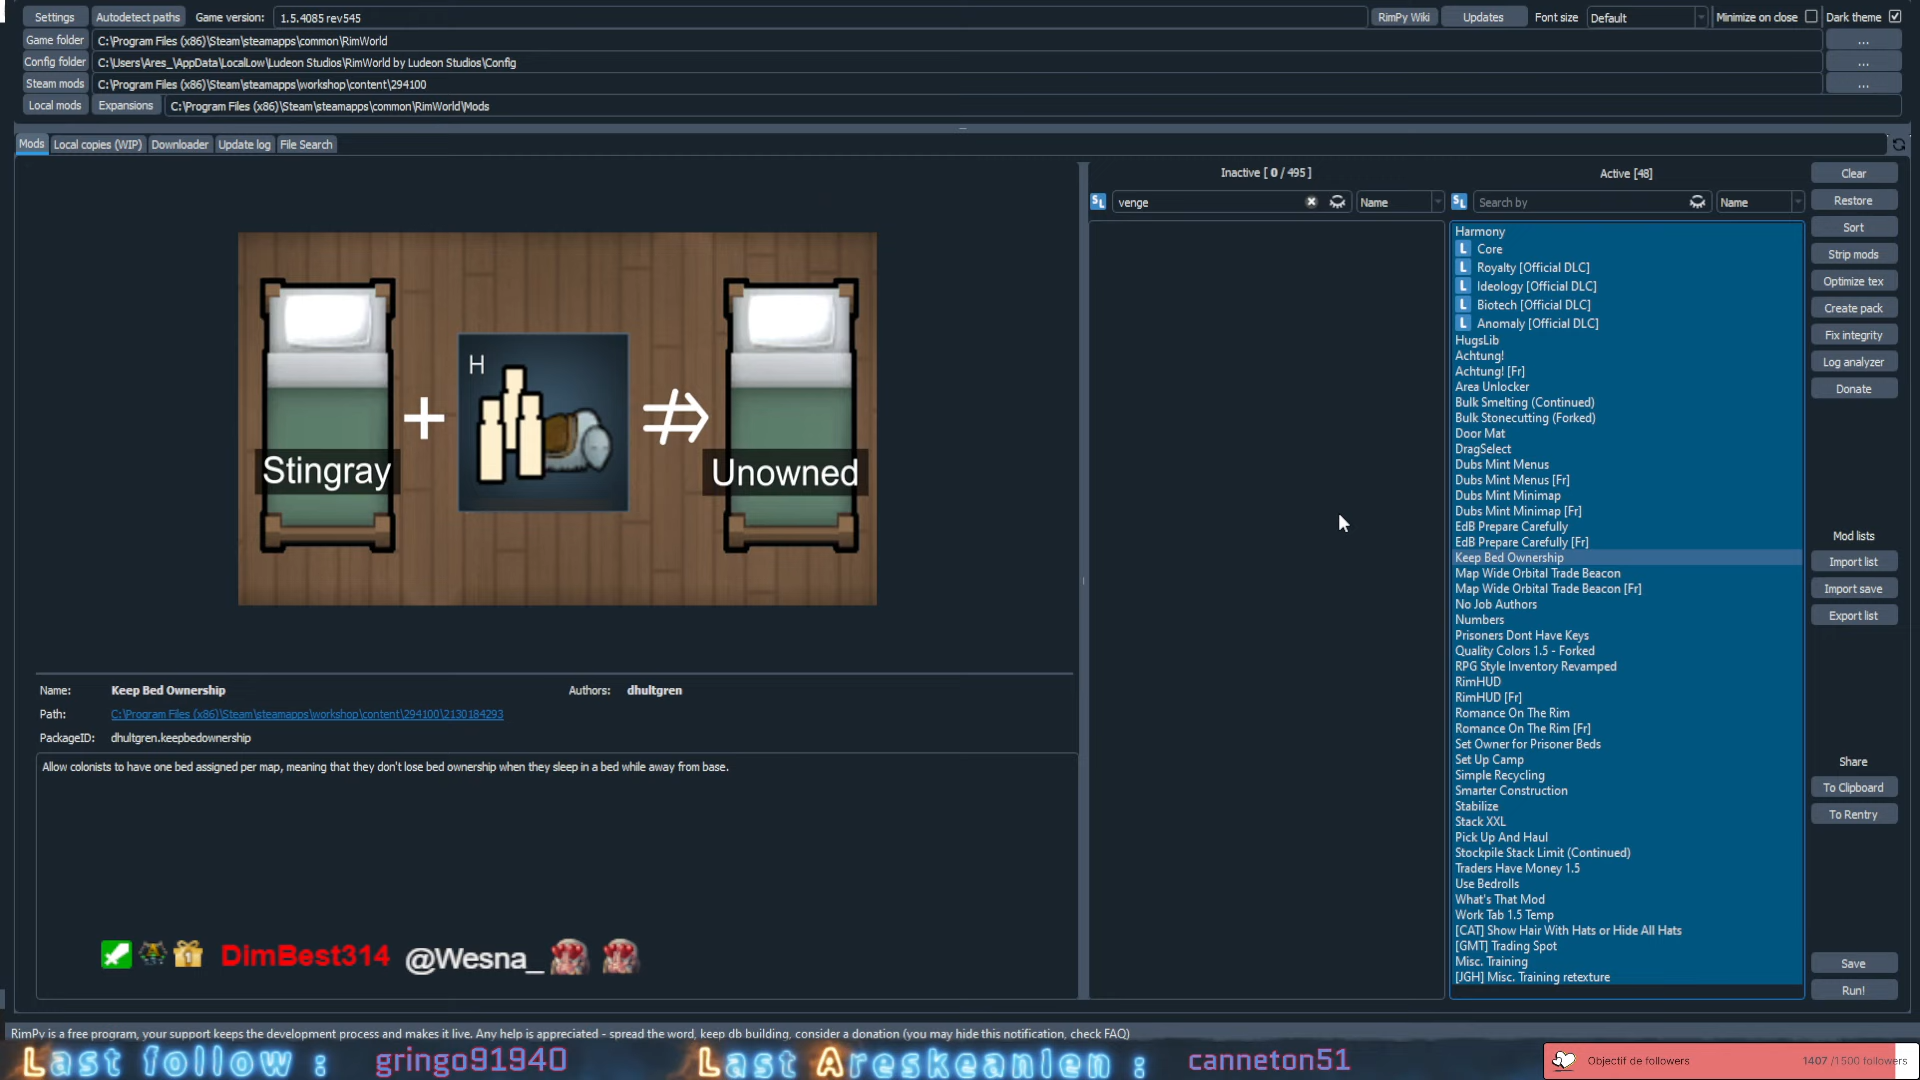 Settings
Autodetect paths
Game version:
1.5.4085 rev545
RimPy Wiki
Updates
Font size
Default
Minimize on close
Dark theme
Game folder
C:\Program Files (x86)\Steam\steamapps\common\RimWorld
...
Config folder
C:\Users\Ares_\AppData\LocalLow\Ludeon Studios\RimWorld by Ludeon Studios\Config
...
Steam mods
C:\Program Files (x86)\Steam\steamapps\workshop\content\294100
...
Local mods
Expansions
C:\Program Files (x86)\Steam\steamapps\common\RimWorld\Mods
Mods
Local copies (WIP)
Downloader
Update log
File Search
H
Stingray
Unowned
Name:
Keep Bed Ownership
Authors:
dhultgren
Path:
C:\Program Files (x86)\Steam\steamapps\workshop\content\294100\2130184293
PackageID:
dhultgren.keepbedownership
Allow colonists to have one bed assigned per map, meaning that they don't lose bed ownership when they sleep in a bed while away from base.
DimBest314 @Wesna_
Inactive [ 0 / 495 ]
SL
venge
Name
Active [48]
SL
Search by
Name
Harmony
L Core
L Royalty [Official DLC]
L Ideology [Official DLC]
L Biotech [Official DLC]
L Anomaly [Official DLC]
HugsLib
Achtung!
Achtung! [Fr]
Area Unlocker
Bulk Smelting (Continued)
Bulk Stonecutting (Forked)
Door Mat
DragSelect
Dubs Mint Menus
Dubs Mint Menus [Fr]
Dubs Mint Minimap
Dubs Mint Minimap [Fr]
EdB Prepare Carefully
EdB Prepare Carefully [Fr]
Keep Bed Ownership
Map Wide Orbital Trade Beacon
Map Wide Orbital Trade Beacon [Fr]
No Job Authors
Numbers
Prisoners Dont Have Keys
Quality Colors 1.5 - Forked
RPG Style Inventory Revamped
RimHUD
RimHUD [Fr]
Romance On The Rim
Romance On The Rim [Fr]
Set Owner for Prisoner Beds
Set Up Camp
Simple Recycling
Smarter Construction
Stabilize
Stack XXL
Pick Up And Haul
Stockpile Stack Limit (Continued)
Traders Have Money 1.5
Use Bedrolls
What's That Mod
Work Tab 1.5 Temp
[CAT] Show Hair With Hats or Hide All Hats
[GMT] Trading Spot
Misc. Training
[JGH] Misc. Training retexture
Clear
Restore
Sort
Strip mods
Optimize tex
Create pack
Fix integrity
Log analyzer
Donate
Mod lists
Import list
Import save
Export list
Share
To Clipboard
To Rentry
Save
Run!
RimPy is a free program, your support keeps the development process and makes it live. Any help is appreciated - spread the word, keep db building, consider a donation (you may hide this notification, check FAQ)
Last follow : gringo91940
Last Areskeanien : canneton51
Objectif de followers
1407 /1500 followers